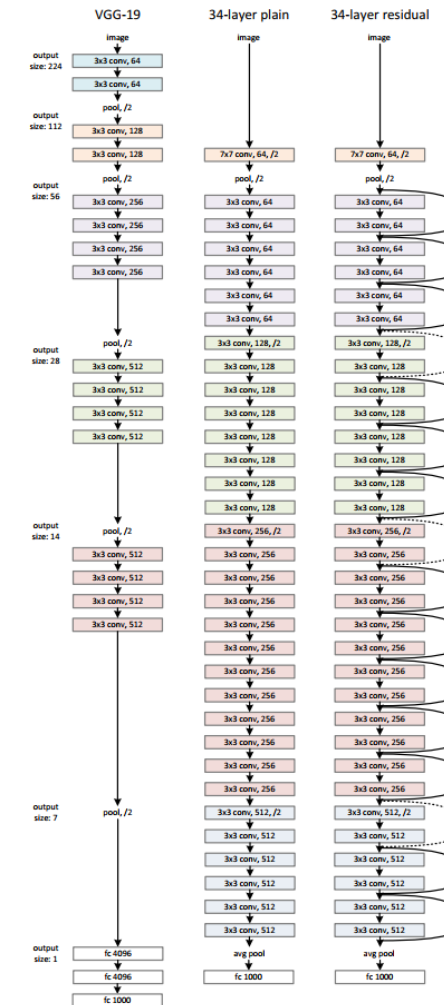 VGG-19
image
output
size: 224
3x3 conv, 64
3x3 conv, 64
output
size: 112
pool, /2
3x3 conv, 128
3x3 conv, 128
output
size: 56
pool, /2
3x3 conv, 256
3x3 conv, 256
3x3 conv, 256
3x3 conv, 256
output
size: 28
pool, /2
3x3 conv, 512
3x3 conv, 512
3x3 conv, 512
3x3 conv, 512
output
size: 14
pool, /2
3x3 conv, 512
3x3 conv, 512
3x3 conv, 512
3x3 conv, 512
output
size: 7
pool, /2
output
size: 1
fc 4096
fc 4096
fc 1000
34-layer plain
image
7x7 conv, 64, /2
pool, /2
3x3 conv, 64
3x3 conv, 64
3x3 conv, 64
3x3 conv, 64
3x3 conv, 64
3x3 conv, 64
3x3 conv, 128, /2
3x3 conv, 128
3x3 conv, 128
3x3 conv, 128
3x3 conv, 128
3x3 conv, 128
3x3 conv, 128
3x3 conv, 128
3x3 conv, 256, /2
3x3 conv, 256
3x3 conv, 256
3x3 conv, 256
3x3 conv, 256
3x3 conv, 256
3x3 conv, 256
3x3 conv, 256
3x3 conv, 256
3x3 conv, 256
3x3 conv, 256
3x3 conv, 256
3x3 conv, 512, /2
3x3 conv, 512
3x3 conv, 512
3x3 conv, 512
3x3 conv, 512
3x3 conv, 512
avg pool
fc 1000
34-layer residual
image
7x7 conv, 64, /2
pool, /2
3x3 conv, 64
3x3 conv, 64
3x3 conv, 64
3x3 conv, 64
3x3 conv, 64
3x3 conv, 64
3x3 conv, 128, /2
3x3 conv, 128
3x3 conv, 128
3x3 conv, 128
3x3 conv, 128
3x3 conv, 128
3x3 conv, 128
3x3 conv, 128
3x3 conv, 256, /2
3x3 conv, 256
3x3 conv, 256
3x3 conv, 256
3x3 conv, 256
3x3 conv, 256
3x3 conv, 256
3x3 conv, 256
3x3 conv, 256
3x3 conv, 256
3x3 conv, 256
3x3 conv, 256
3x3 conv, 512, /2
3x3 conv, 512
3x3 conv, 512
3x3 conv, 512
3x3 conv, 512
3x3 conv, 512
avg pool
fc 1000